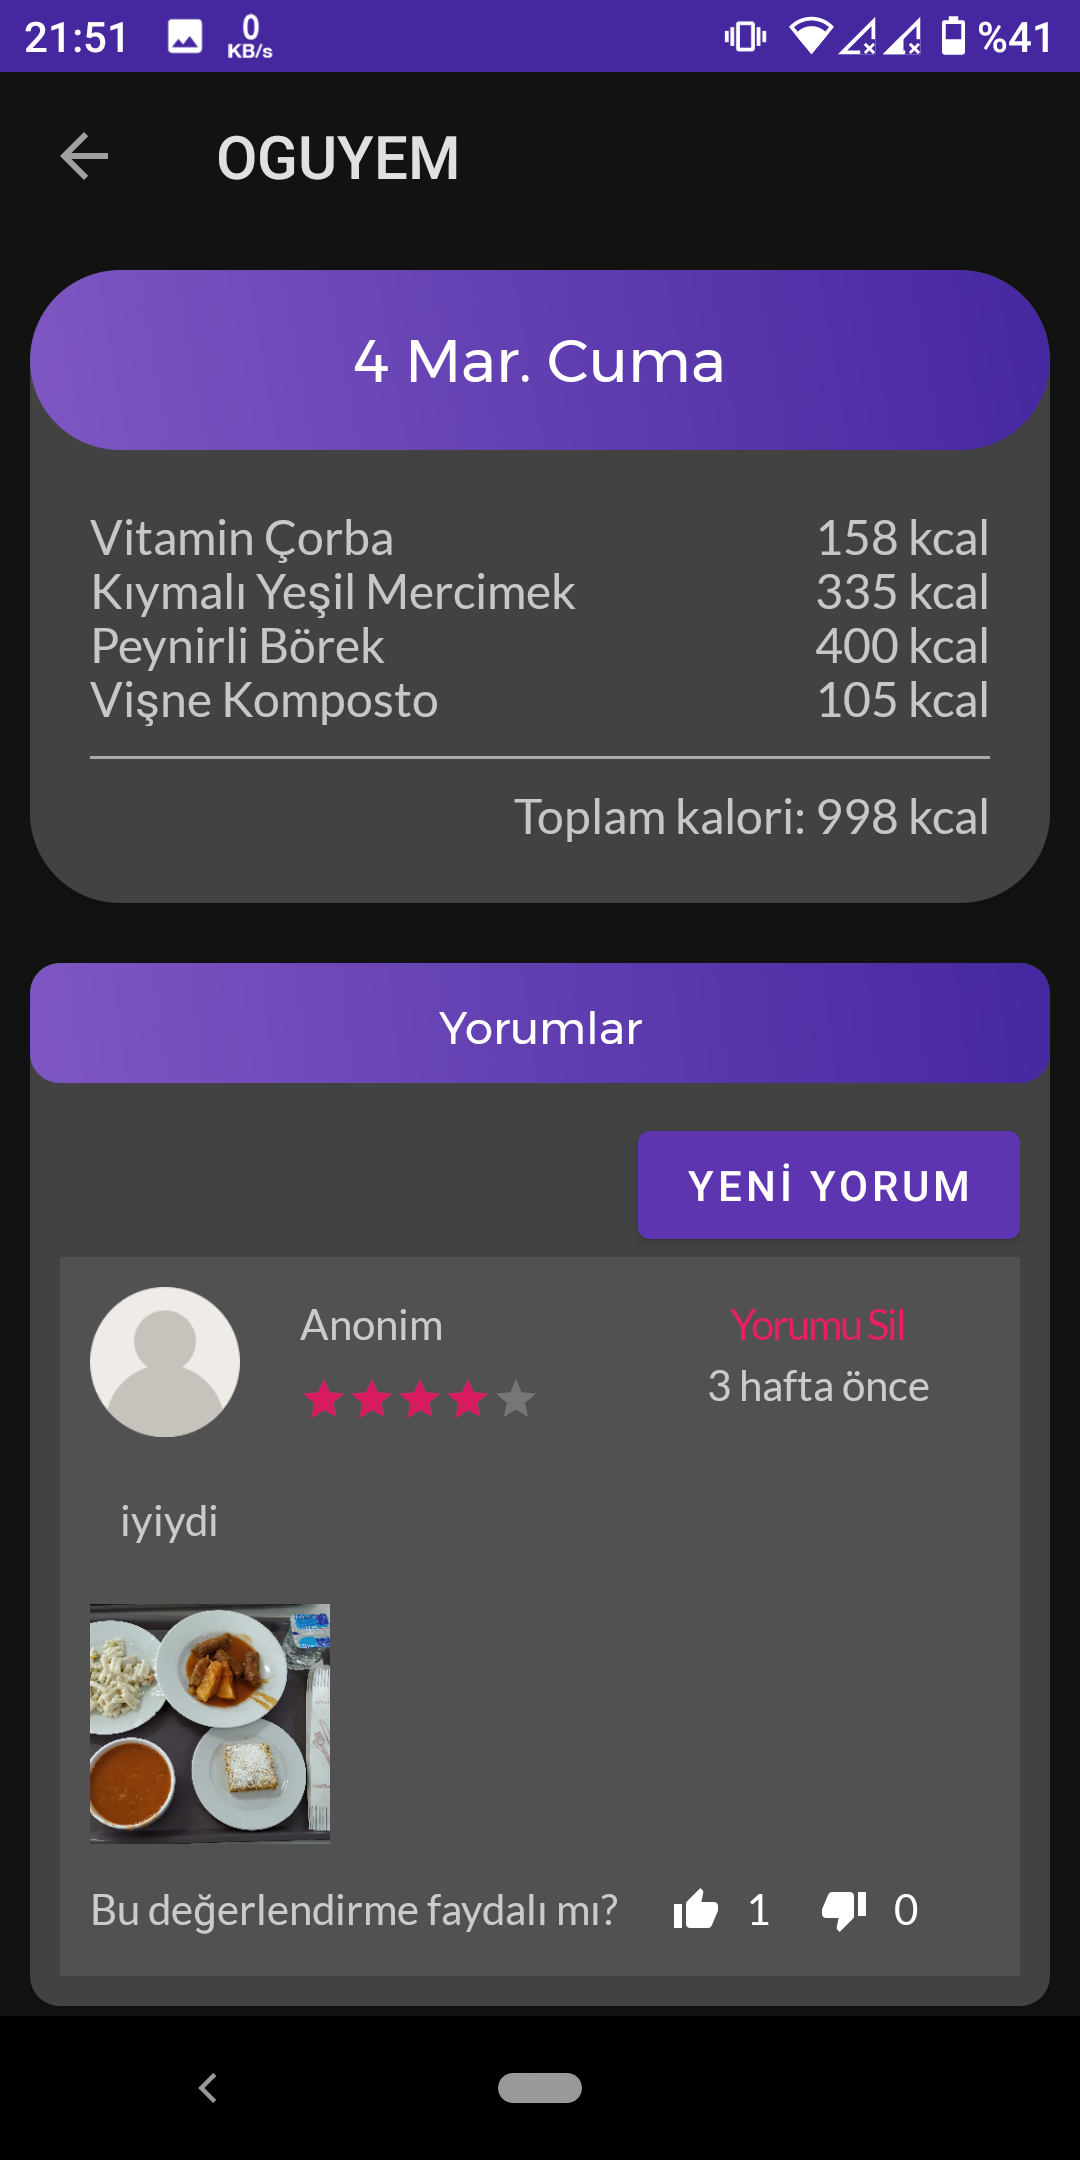 21:51 0 KB/s %41
OGUYEM
4 Mar. Cuma
Vitamin Çorba 158 kcal
Kıymalı Yeşil Mercimek 335 kcal
Peynirli Börek 400 kcal
Vişne Komposto 105 kcal
Toplam kalori: 998 kcal
Yorumlar
YENİ YORUM
Anonim Yorumu Sil
3 hafta önce
iyiydi
Bu değerlendirme faydalı mı? 1 0